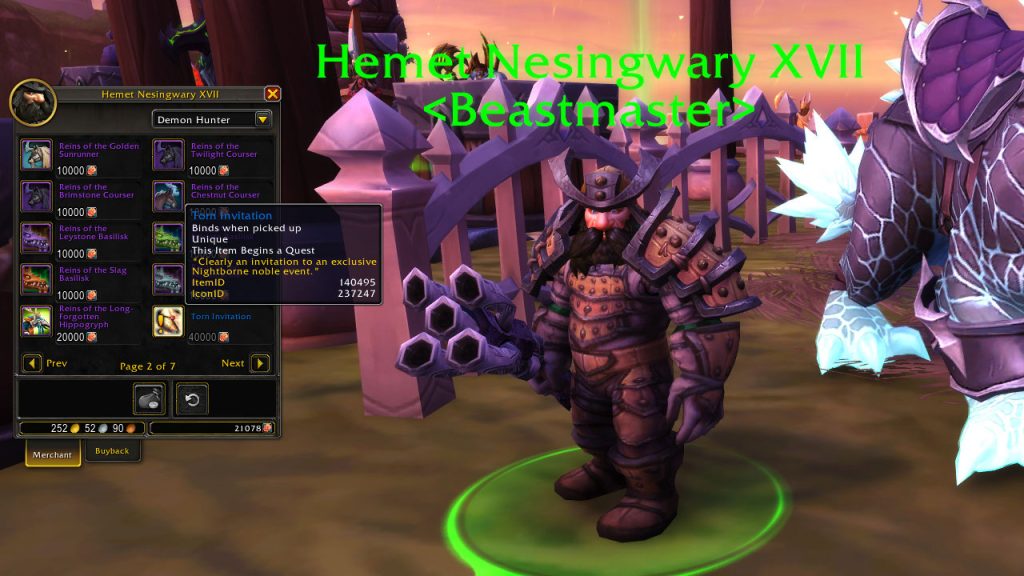 Hemet Nesingwary XVII
<Beastmaster>
Hemet Nesingwary XVII
Demon Hunter
Reins of the Golden
Sunrunner
10000
Reins of the
Twilight Courser
10000
Reins of the
Brimstone Courser
10000
Reins of the
Chestnut Courser
Reins of the
Leystone Basilisk
10000
Reins of the Slag
Basilisk
10000
Reins of the Long-
Forgotten
Hippogryph
20000
Torn Invitation
40000
Torn Invitation
Binds when picked up
Unique
This Item Begins a Quest
"Clearly an invitation to an exclusive
Nightborne noble event."
ItemID 140495
IconID 237247
Prev
Page 2 of 7
Next
252 52 90
21078
Merchant
Buyback